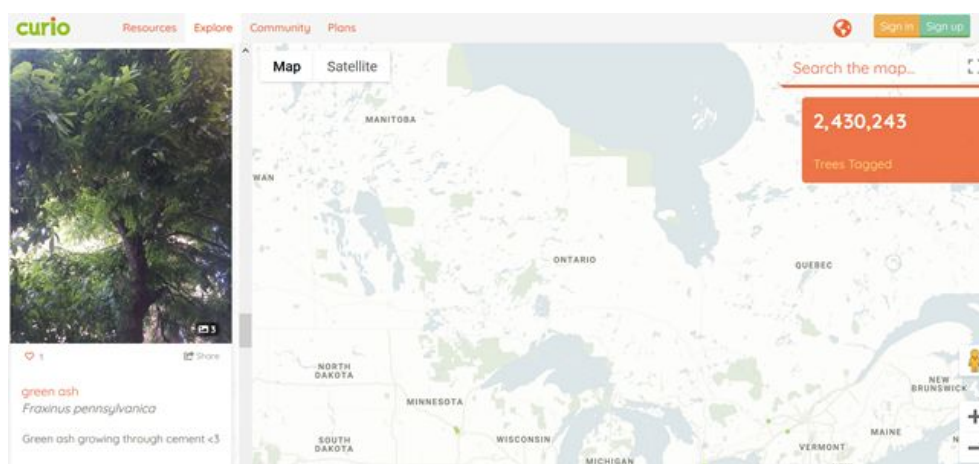 curio
Resources Explore Community Plans
Sign in Sign up
Map Satellite
Search the map...
2,430,243
Trees Tagged
MANITOBA
WAN
ONTARIO
QUEBEC
NORTH
DAKOTA
MINNESOTA
SOUTH
DAKOTA
WISCONSIN
MICHIGAN
NEW
BRUNSWICK
MAINE
VERMONT
N
3
1
Share
green ash
Fraxinus pennsylvanica
Green ash growing through cement <3